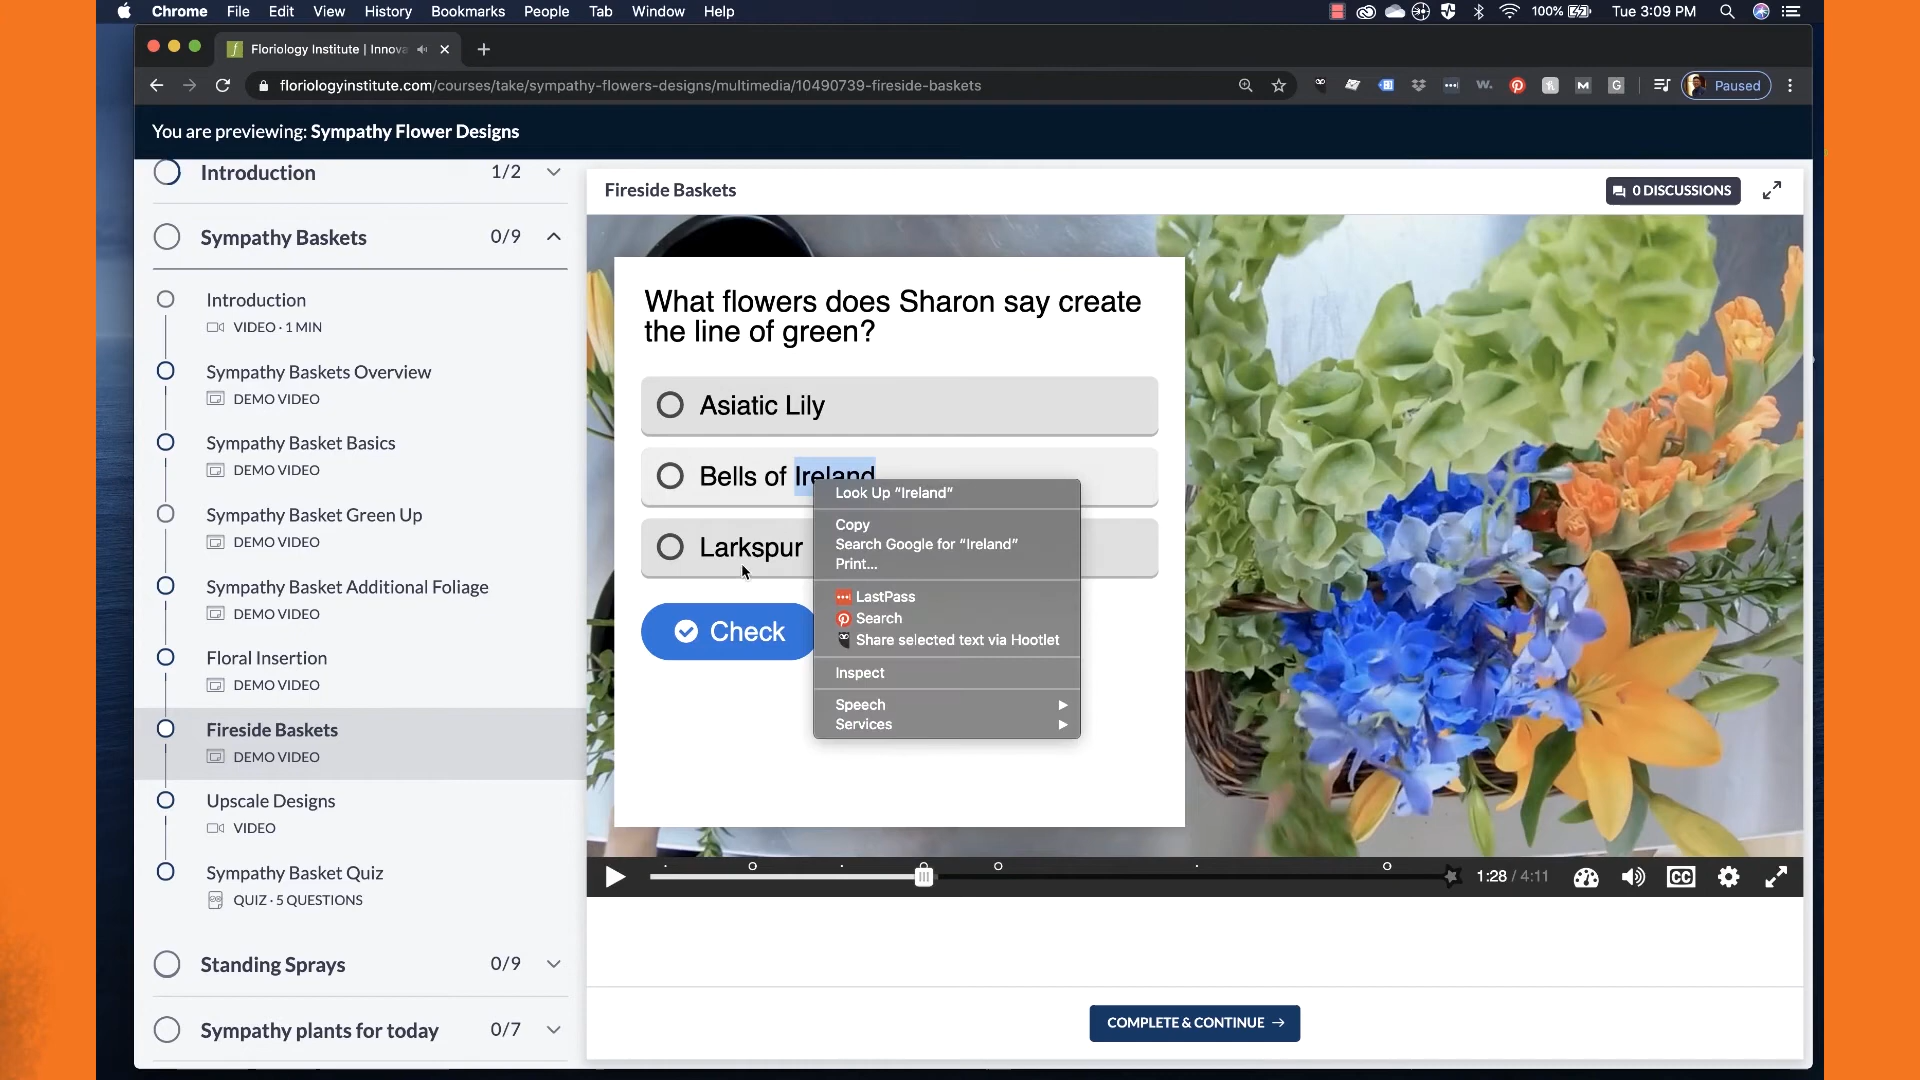 Chrome File Edit View History Bookmarks People Tab Window Help 100% Tue 3:09 PM
Floriology Institute | Innova
floriologyinstitute.com/courses/take/sympathy-flowers-designs/multimedia/10490739-fireside-baskets Paused
You are previewing: Sympathy Flower Designs
Introduction 1/2
Sympathy Baskets 0/9
Introduction
VIDEO · 1 MIN
Sympathy Baskets Overview
DEMO VIDEO
Sympathy Basket Basics
DEMO VIDEO
Sympathy Basket Green Up
DEMO VIDEO
Sympathy Basket Additional Foliage
DEMO VIDEO
Floral Insertion
DEMO VIDEO
Fireside Baskets
DEMO VIDEO
Upscale Designs
VIDEO
Sympathy Basket Quiz
QUIZ · 5 QUESTIONS
Standing Sprays 0/9
Sympathy plants for today 0/7
Fireside Baskets
0 DISCUSSIONS
What flowers does Sharon say create
the line of green?
Asiatic Lily
Bells of Ireland
Larkspur
Check
Look Up “Ireland”
Copy
Search Google for “Ireland”
Print...
LastPass
Search
Share selected text via Hootlet
Inspect
Speech
Services
1:28 / 4:11
CC
COMPLETE & CONTINUE →